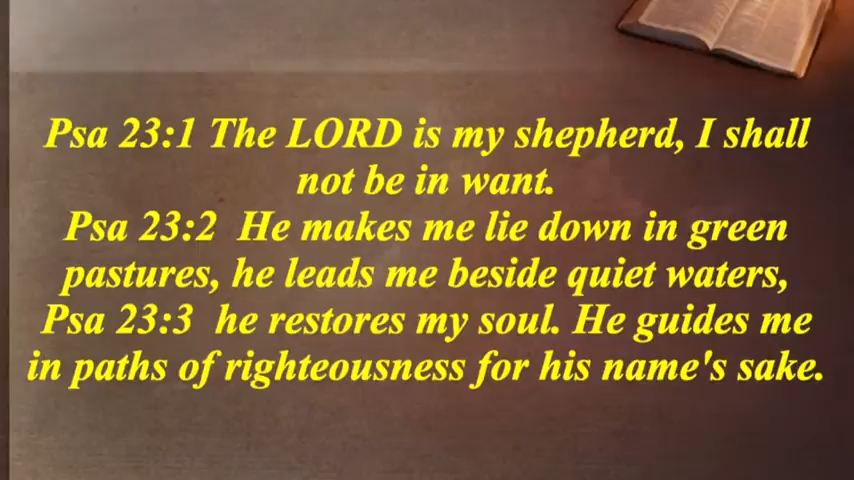 Psa 23:1 The LORD is my shepherd, I shall
not be in want.
Psa 23:2  He makes me lie down in green
pastures, he leads me beside quiet waters,
Psa 23:3  he restores my soul. He guides me
in paths of righteousness for his name's sake.